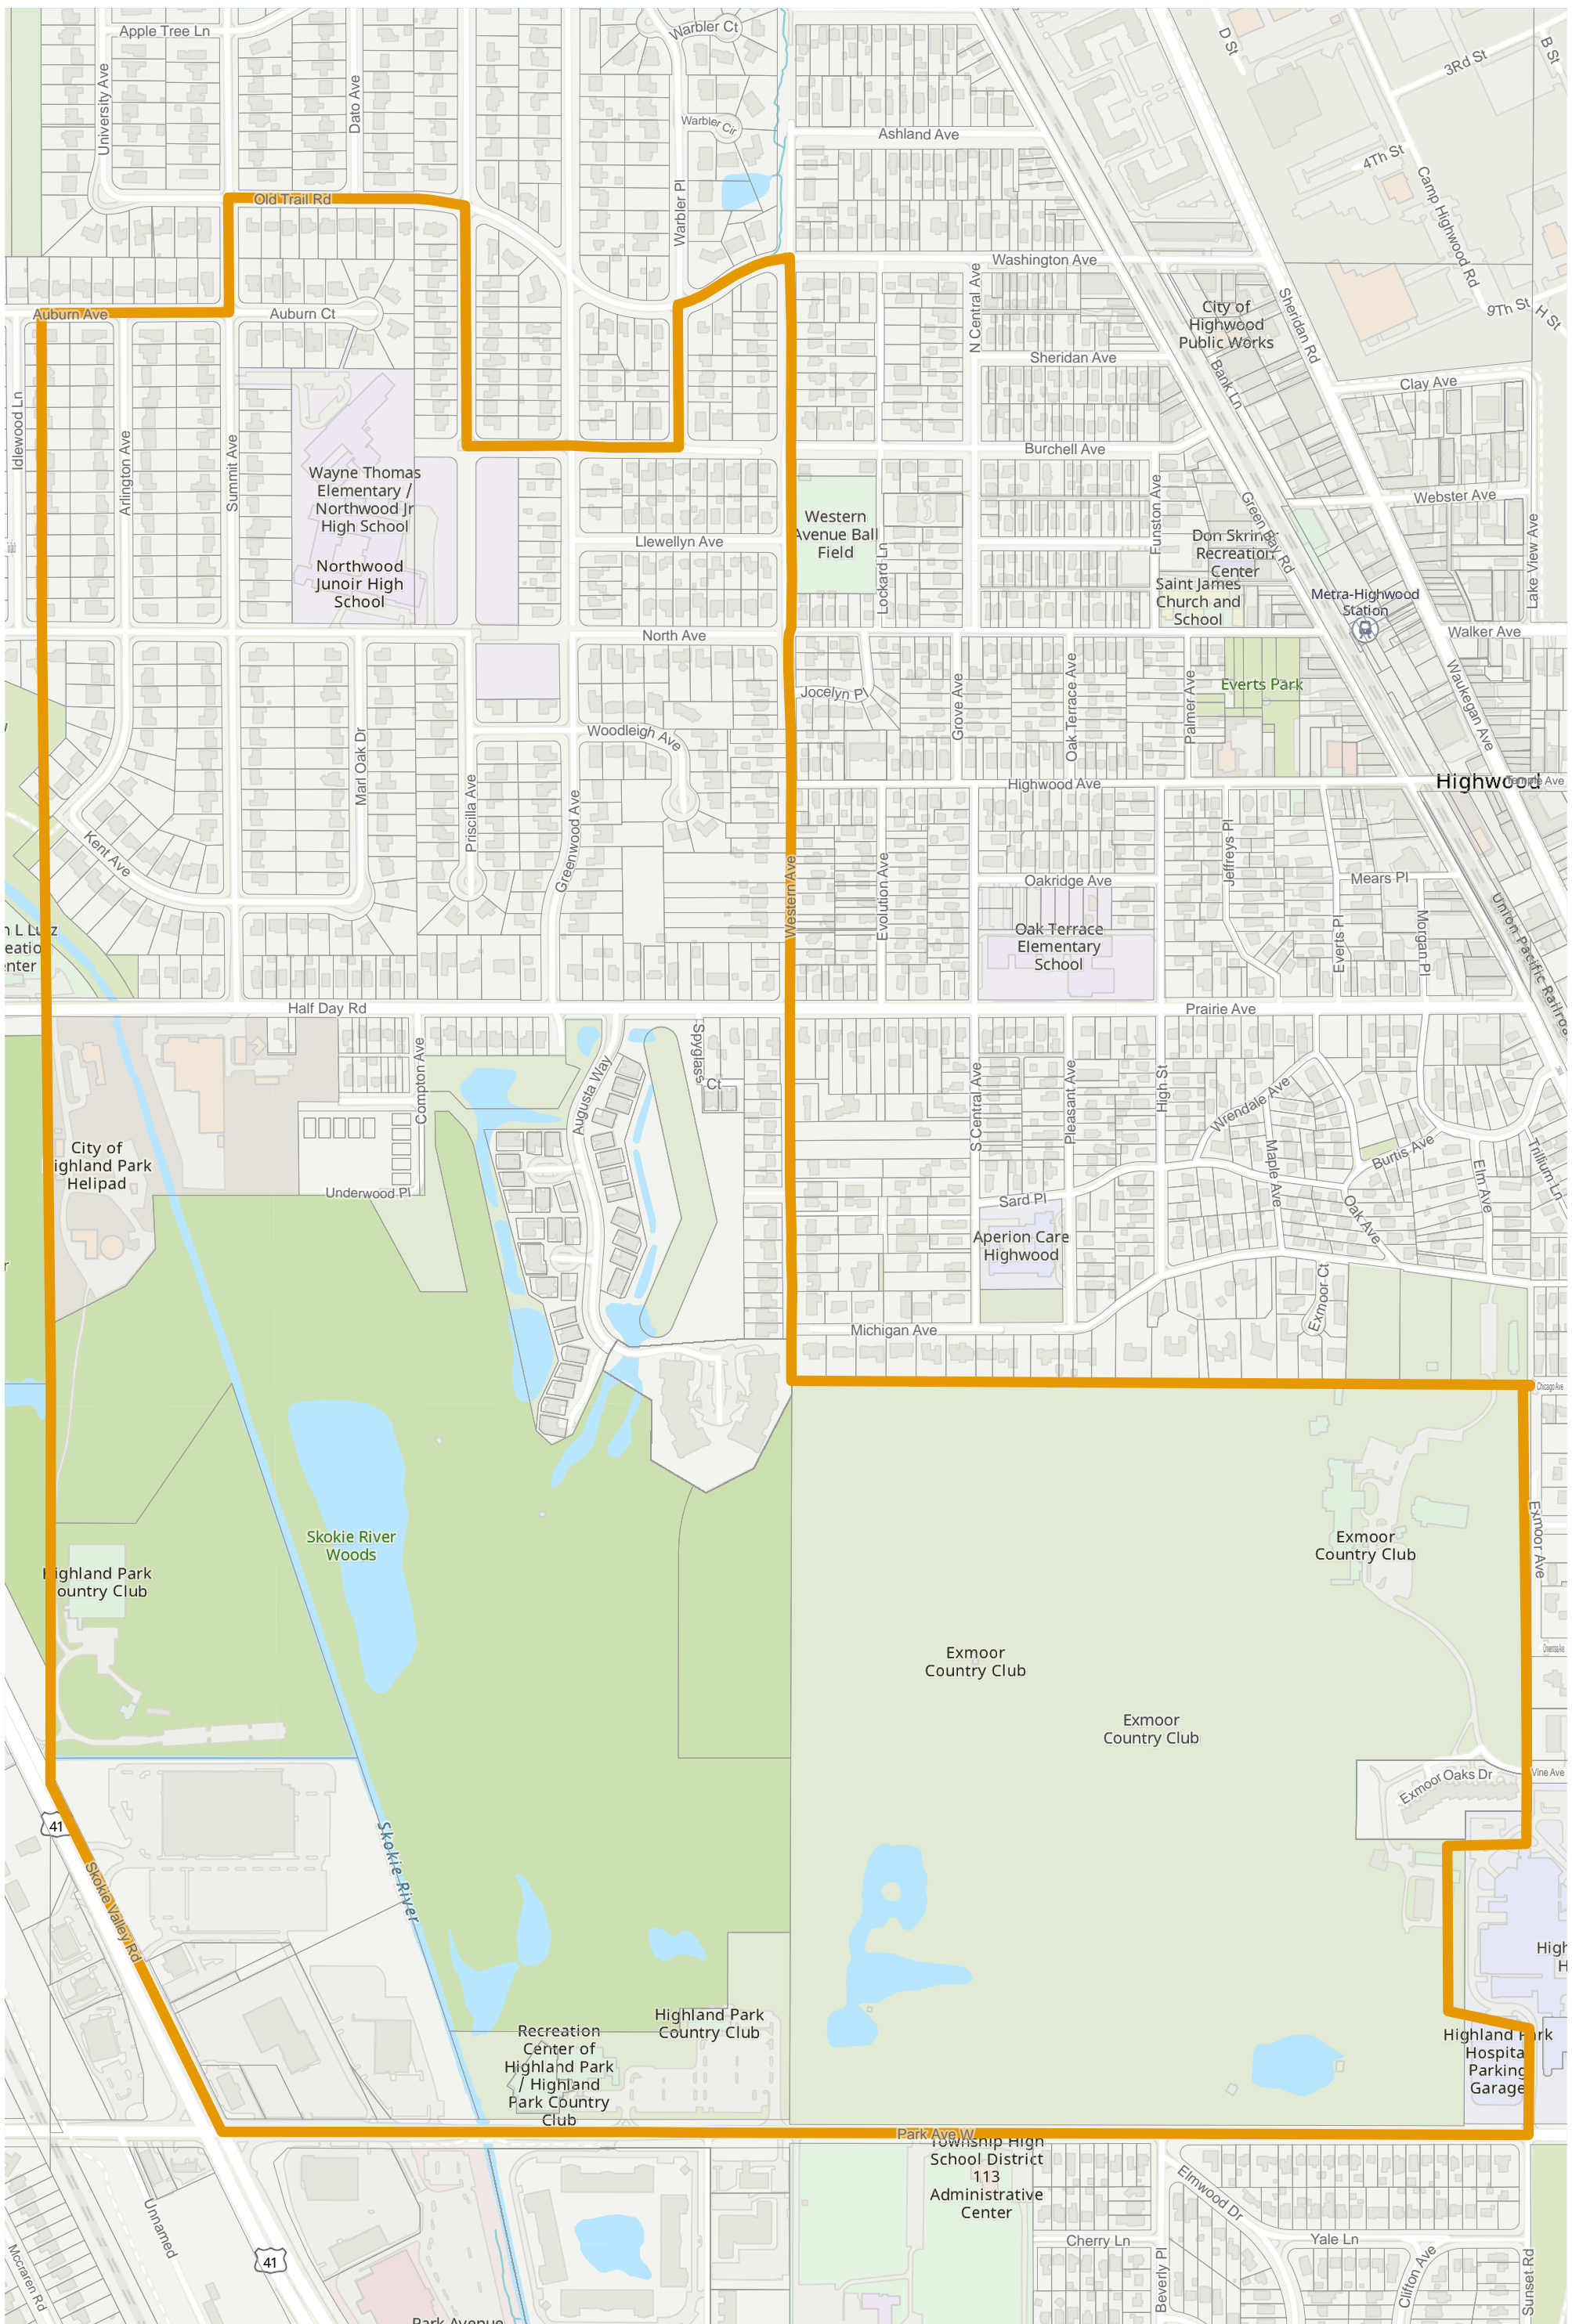 Apple Tree Ln
University Ave
Dato Ave
Warbler Ct
Warbler Cir
Warbler Pl
Ashland Ave
D St
3Rd St
B St
4Th St
Camp Highwood Rd
9Th St
H St
Old Trail Rd
Washington Ave
Auburn Ave
Auburn Ct
N Central Ave
City of
Highwood
Public Works
Sheridan Rd
Sheridan Ave
Bank Ln
Clay Ave
Idlewood Ln
Arlington Ave
Summit Ave
Wayne Thomas
Elementary /
Northwood Jr
High School
Northwood
Junoir High
School
Burchell Ave
Webster Ave
Funston Ave
Green Bay Rd
Western
Avenue Ball
Field
Llewellyn Ave
Lockard Ln
Don Skrinar
Recreation
Center
Saint James
Church and
School
Metra-Highwood
Station
Lake View Ave
North Ave
Walker Ave
Jocelyn P
Grove Ave
Oak Terrace Ave
Palmer Ave
Everts Park
Waukegan Ave
Woodleigh Ave
Marl Oak Dr
Priscilla Ave
Greenwood Ave
Highwood Ave
Highwood
Temple Ave
Kent Ave
Western Ave
Evolution Ave
Oakridge Ave
Jeffreys Pl
Mears Pl
Everts Pl
Morgan Pl
Union Pacific Railroa
n L Lutz
eation
enter
Oak Terrace
Elementary
School
Half Day Rd
Prairie Ave
Compton Ave
Augusta Way
Spyglass
Ct
S Central Ave
Pleasant Ave
High St
Wrendale Ave
Maple Ave
Burtis Ave
Elm Ave
Trillium Ln
Oak Ave
City of
Highland Park
Helipad
Underwood Pl
Sard Pl
Aperion Care
Highwood
Exmoor Ct
Michigan Ave
Chicago Ave
Skokie River
Woods
Highland Park
Country Club
Exmoor
Country Club
Exmoor Ave
Exmoor
Country Club
Exmoor
Country Club
Exmoor Oaks Dr
Vine Ave
41
Skokie Valley Rd
Skokie River
High
H
Highland Park
Country Club
Recreation
Center of
Highland Park
/ Highland
Park Country
Club
Highland Park
Hospital
Parking
Garage
Park Ave W
Township High
School District
113
Administrative
Center
Elmwood Dr
Unnamed
41
Mccraren Rd
Cherry Ln
Beverly Pl
Yale Ln
Clifton Ave
Sunset Rd
Park Avenue